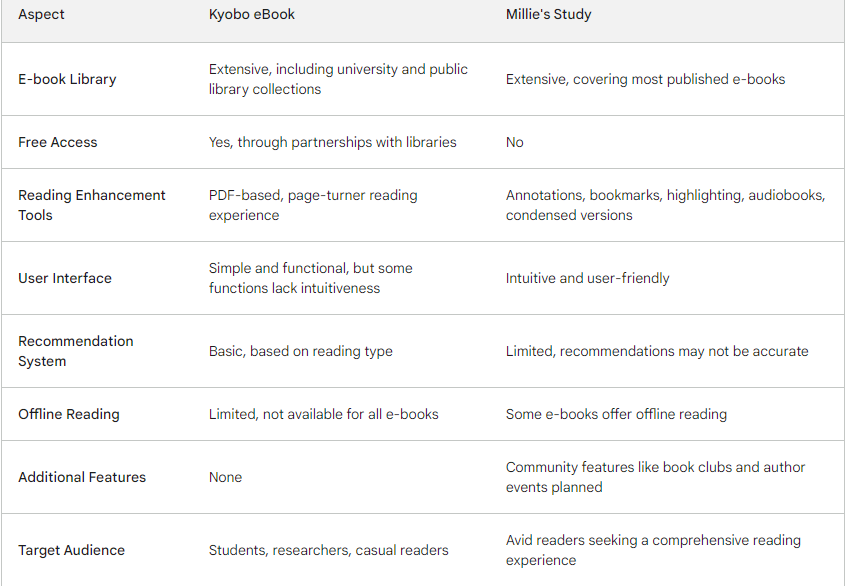 Aspect Kyobo eBook Millie's Study
E-book Library Extensive, including university and public library collections Extensive, covering most published e-books
Free Access Yes, through partnerships with libraries No
Reading Enhancement Tools PDF-based, page-turner reading experience Annotations, bookmarks, highlighting, audiobooks, condensed versions
User Interface Simple and functional, but some functions lack intuitiveness Intuitive and user-friendly
Recommendation System Basic, based on reading type Limited, recommendations may not be accurate
Offline Reading Limited, not available for all e-books Some e-books offer offline reading
Additional Features None Community features like book clubs and author events planned
Target Audience Students, researchers, casual readers Avid readers seeking a comprehensive reading experience